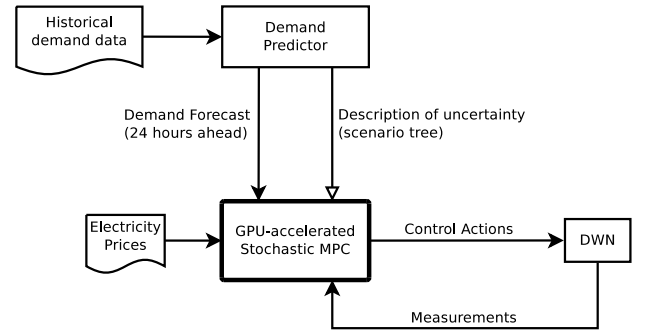 Historical
demand data
Demand
Predictor
Demand Forecast
(24 hours ahead)
Description of uncertainty
(scenario tree)
Electricity
Prices
GPU-accelerated
Stochastic MPC
Control Actions
DWN
Measurements